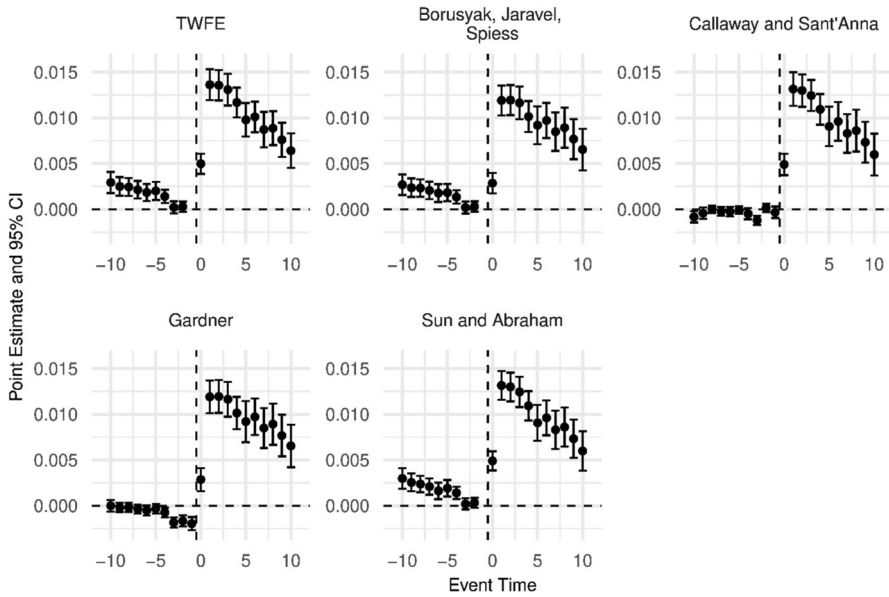 TWFE
Borusyak, Jaravel,
Spiess
Callaway and Sant'Anna
0.015
0.010
0.005
0.000
0.015
0.010
0.005
0.000
0.015
0.010
0.005
0.000
−10 −5 0 5 10
−10 −5 0 5 10
−10 −5 0 5 10
Point Estimate and 95% CI
Gardner
Sun and Abraham
0.015
0.010
0.005
0.000
0.015
0.010
0.005
0.000
−10 −5 0 5 10
−10 −5 0 5 10
Event Time